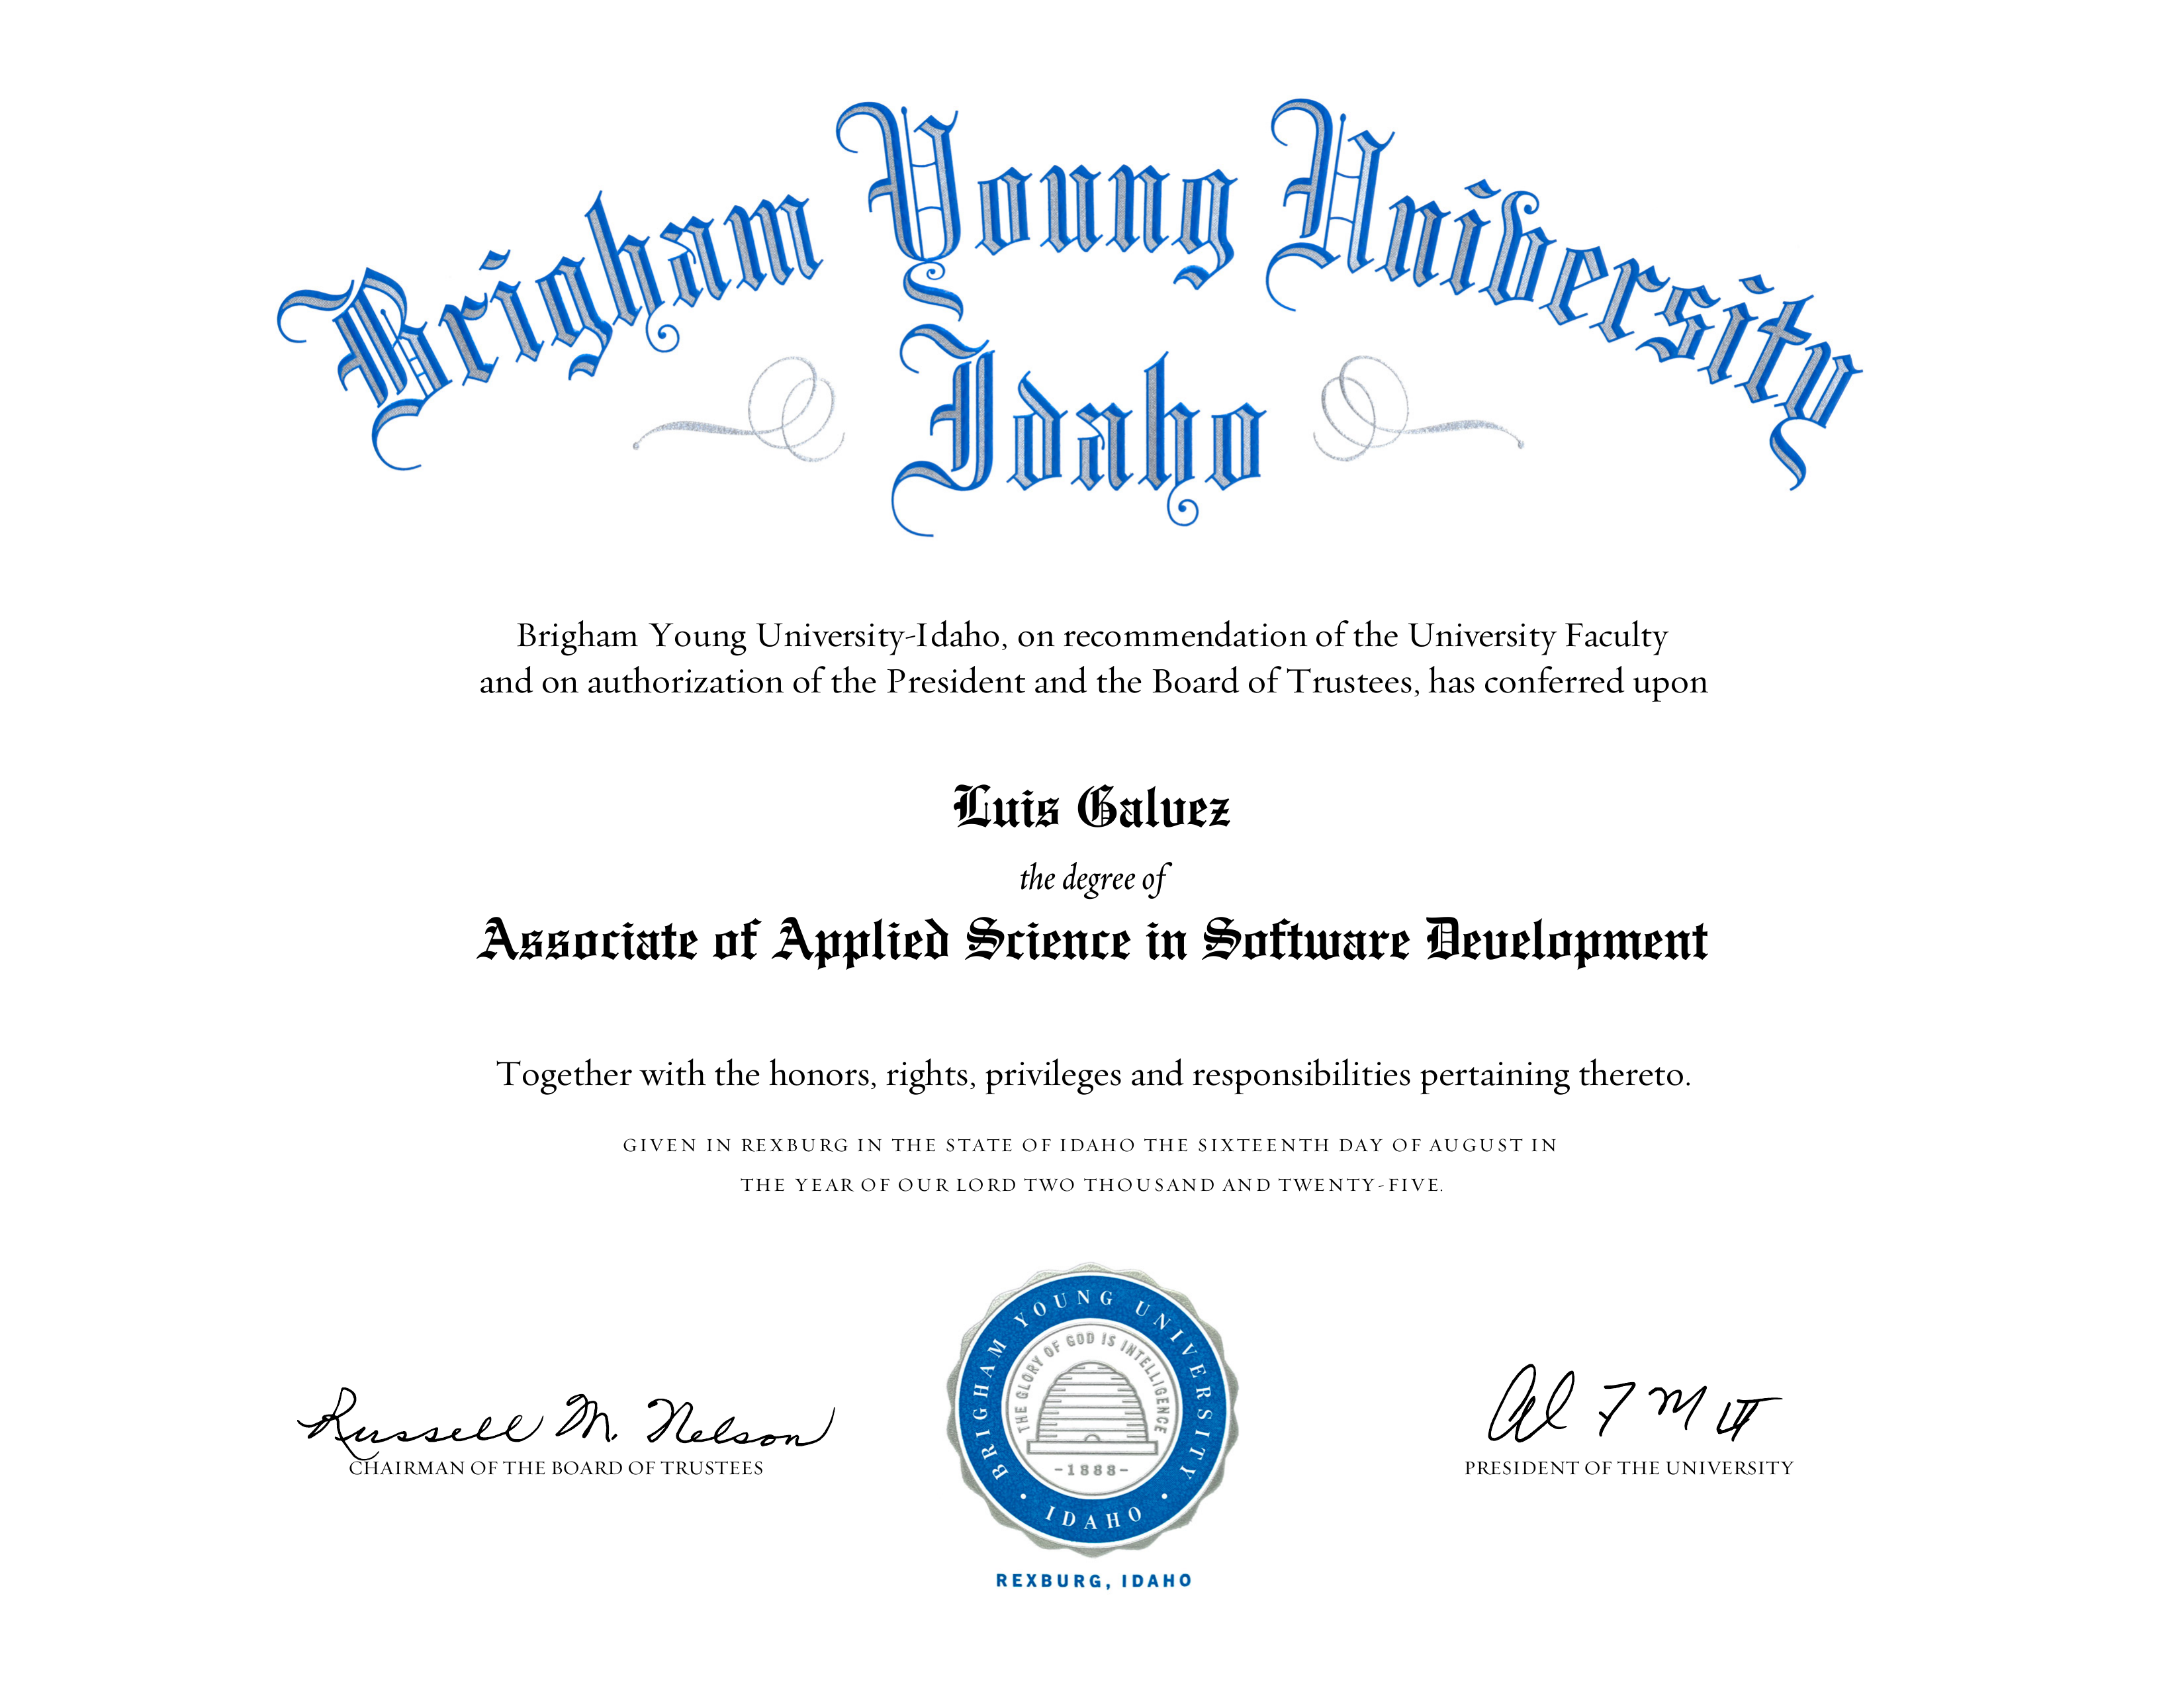 Brigham Young University
Idaho
Brigham Young University-Idaho, on recommendation of the University Faculty
and on authorization of the President and the Board of Trustees, has conferred upon
Luis Galvez
the degree of
Associate of Applied Science in Software Development
Together with the honors, rights, privileges and responsibilities pertaining thereto.
GIVEN IN REXBURG IN THE STATE OF IDAHO THE SIXTEENTH DAY OF AUGUST IN
THE YEAR OF OUR LORD TWO THOUSAND AND TWENTY-FIVE.
Russell M. Nelson
CHAIRMAN OF THE BOARD OF TRUSTEES
BRIGHAM YOUNG UNIVERSITY
• IDAHO •
THE GLORY OF GOD IS INTELLIGENCE
-1888-
REXBURG, IDAHO
PRESIDENT OF THE UNIVERSITY